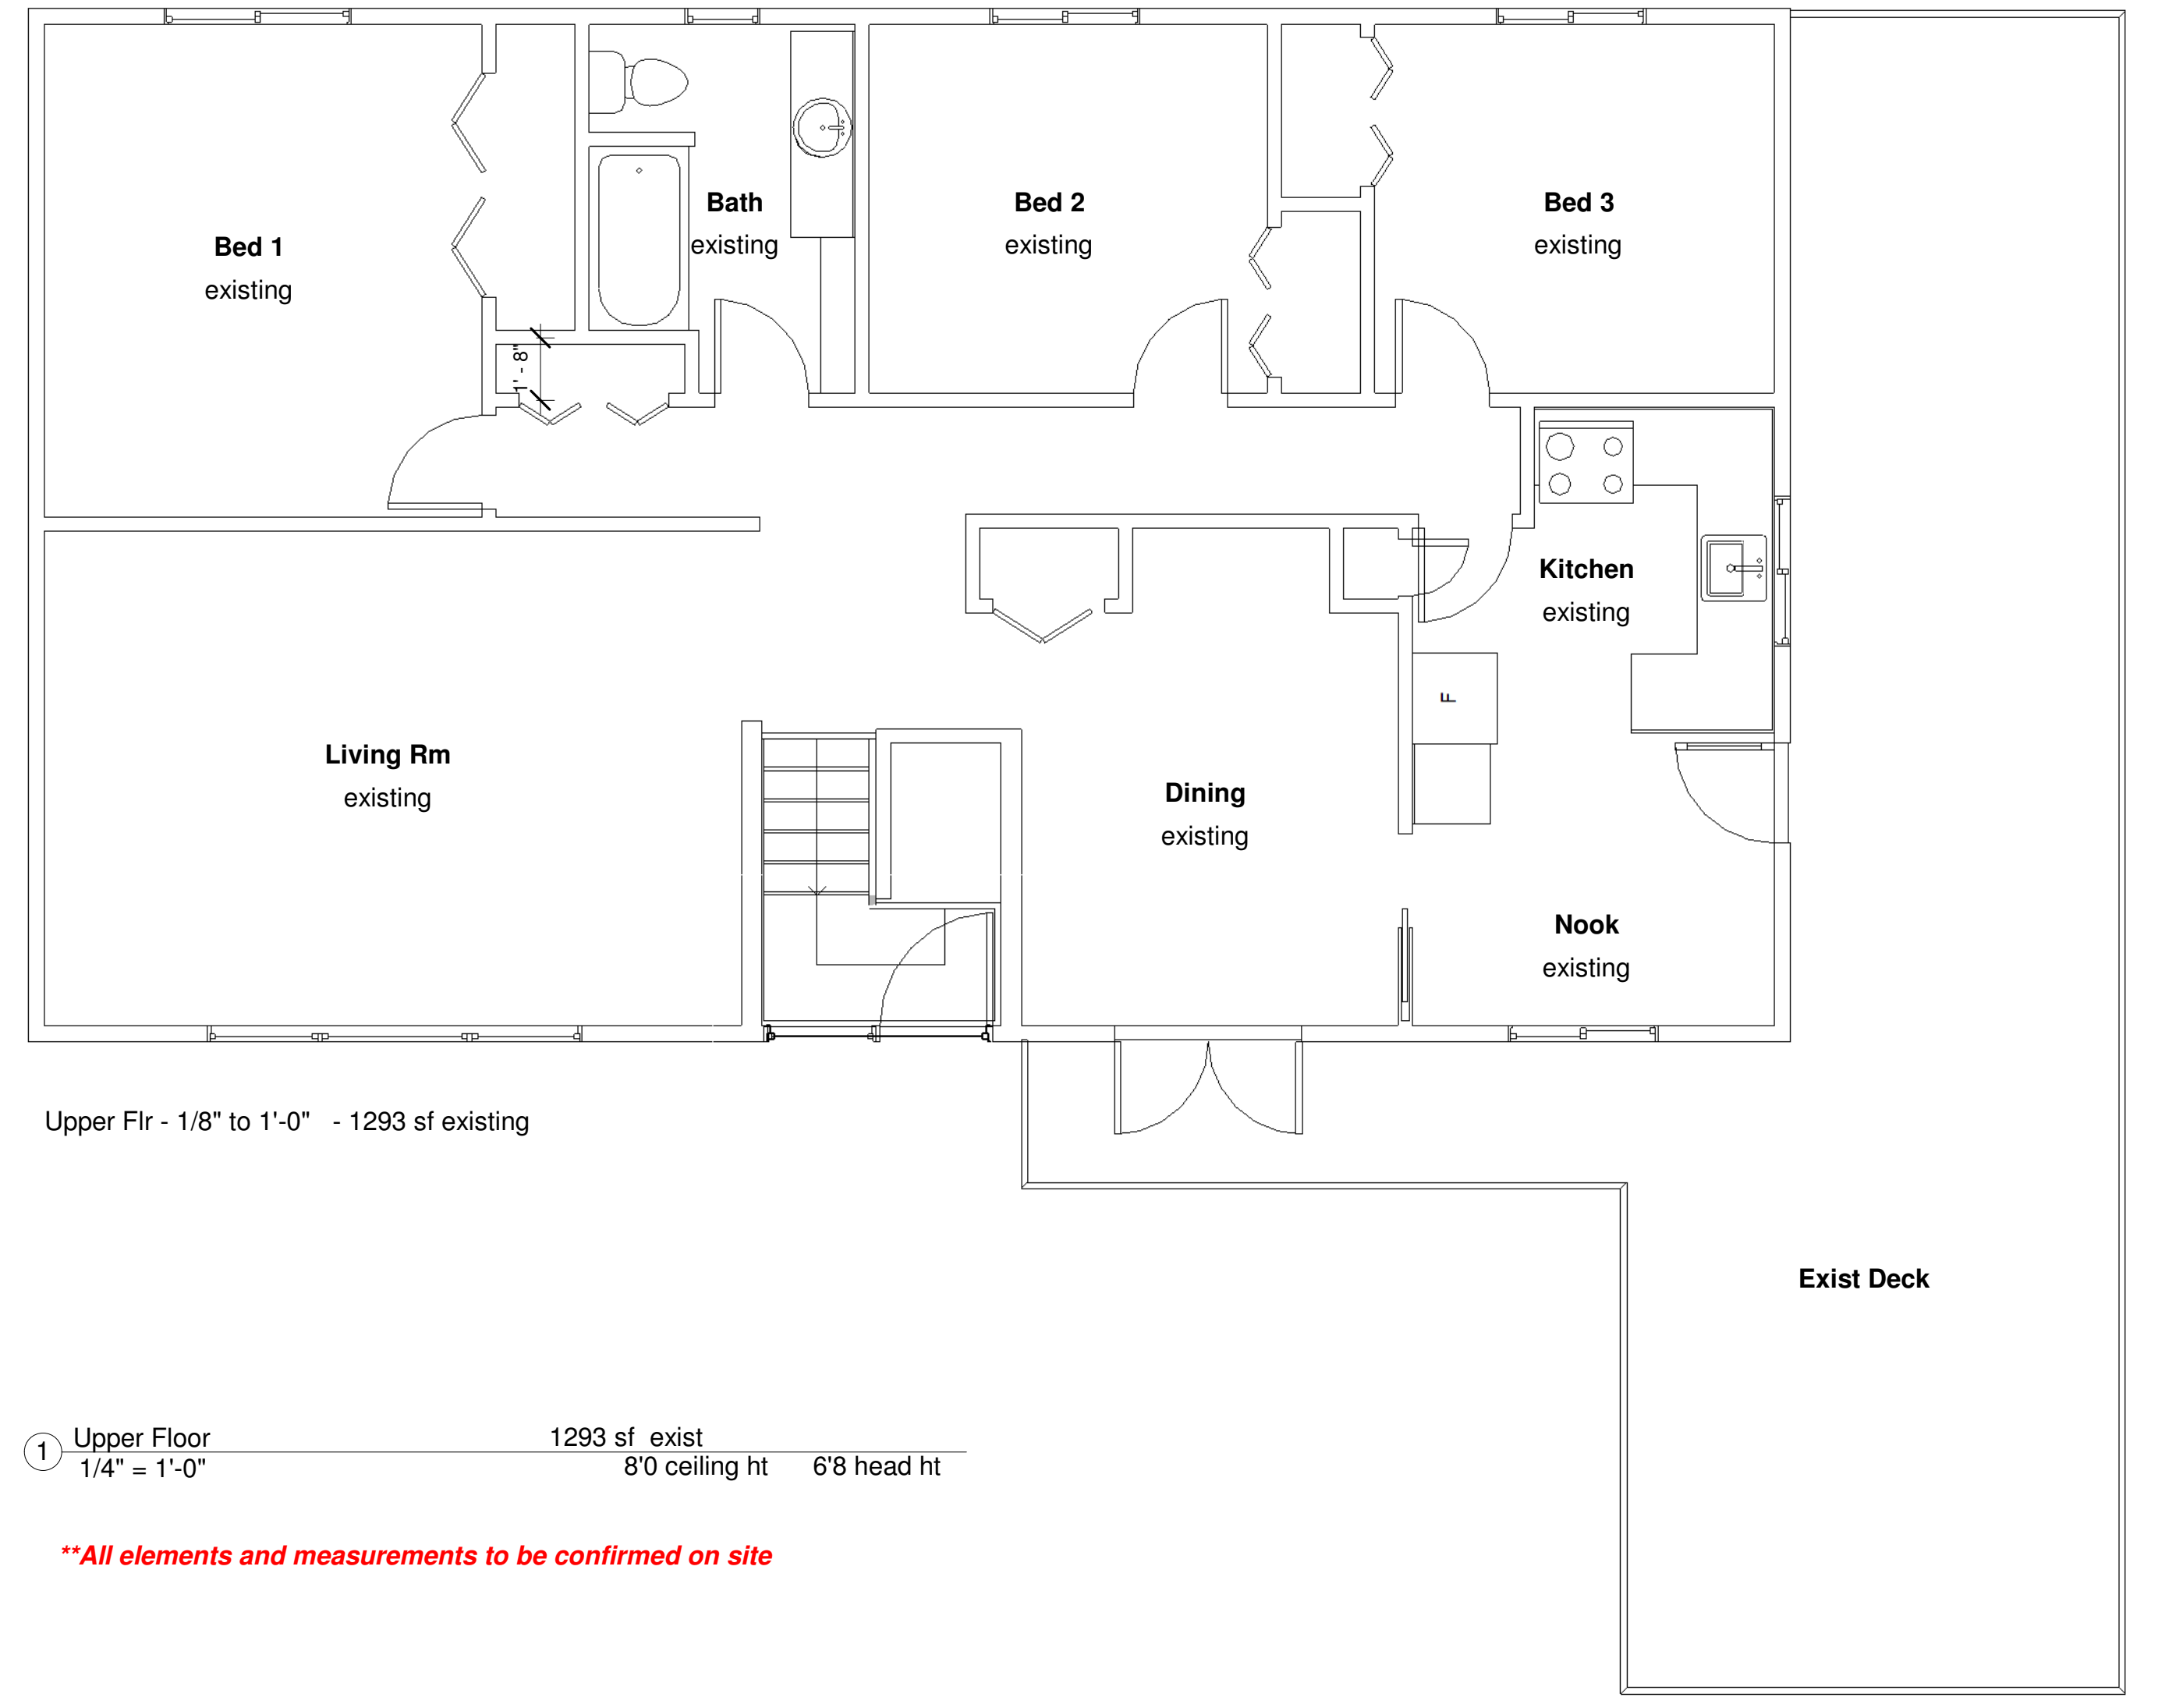 Bed 1
existing
Bath
existing
Bed 2
existing
Bed 3
existing
1' - 8"
Kitchen
existing
F
Living Rm
existing
Dining
existing
Nook
existing
Upper Flr - 1/8" to 1'-0"   - 1293 sf existing
Exist Deck
1
Upper Floor 1293 sf  exist
1/4" = 1'-0" 8'0 ceiling ht 6'8 head ht
**All elements and measurements to be confirmed on site